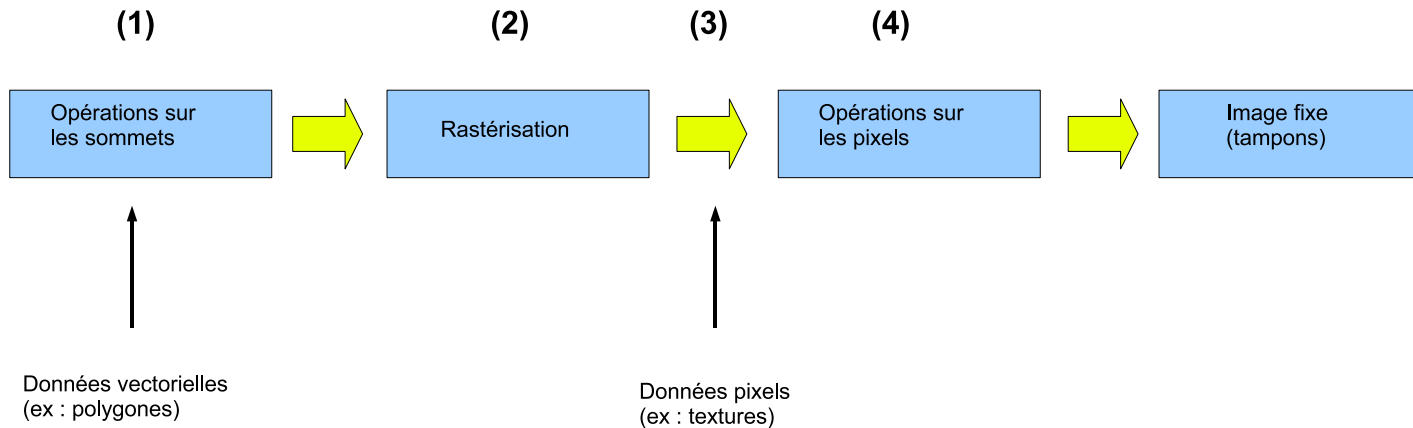 (1)
(2)
(3)
(4)
Opérations sur
les sommets
Rastérisation
Opérations sur
les pixels
Image fixe
(tampons)
Données vectorielles
(ex : polygones)
Données pixels
(ex : textures)